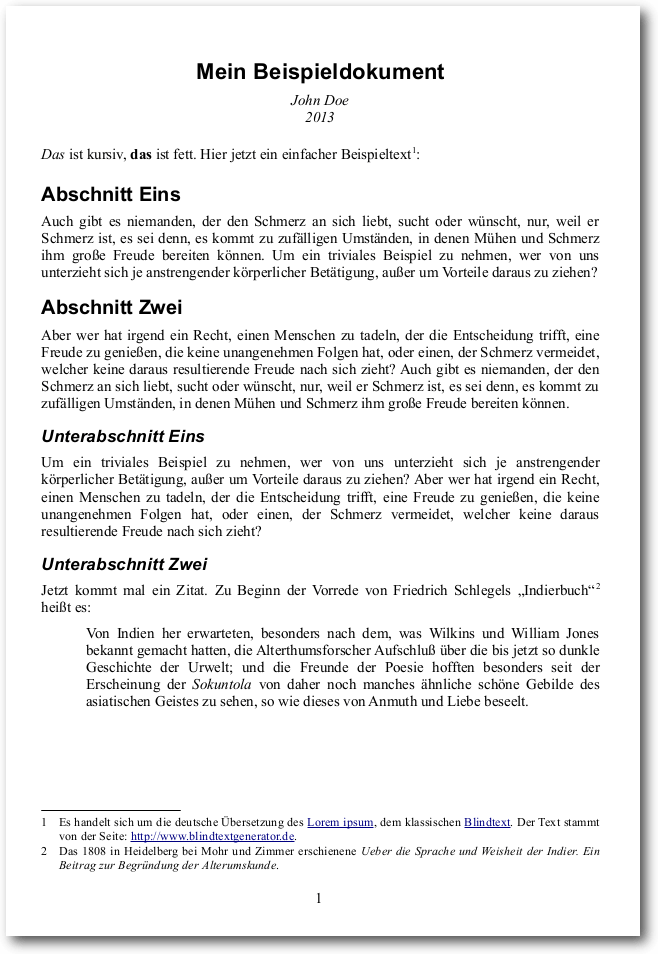 Mein Beispieldokument
John Doe
2013
Das ist kursiv, das ist fett. Hier jetzt ein einfacher Beispieltext1:
Abschnitt Eins
Auch gibt es niemanden, der den Schmerz an sich liebt, sucht oder wünscht, nur, weil er
Schmerz ist, es sei denn, es kommt zu zufälligen Umständen, in denen Mühen und Schmerz
ihm große Freude bereiten können. Um ein triviales Beispiel zu nehmen, wer von uns
unterzieht sich je anstrengender körperlicher Betätigung, außer um Vorteile daraus zu ziehen?
Abschnitt Zwei
Aber wer hat irgend ein Recht, einen Menschen zu tadeln, der die Entscheidung trifft, eine
Freude zu genießen, die keine unangenehmen Folgen hat, oder einen, der Schmerz vermeidet,
welcher keine daraus resultierende Freude nach sich zieht? Auch gibt es niemanden, der den
Schmerz an sich liebt, sucht oder wünscht, nur, weil er Schmerz ist, es sei denn, es kommt zu
zufälligen Umständen, in denen Mühen und Schmerz ihm große Freude bereiten können.
Unterabschnitt Eins
Um ein triviales Beispiel zu nehmen, wer von uns unterzieht sich je anstrengender
körperlicher Betätigung, außer um Vorteile daraus zu ziehen? Aber wer hat irgend ein Recht,
einen Menschen zu tadeln, der die Entscheidung trifft, eine Freude zu genießen, die keine
unangenehmen Folgen hat, oder einen, der Schmerz vermeidet, welcher keine daraus
resultierende Freude nach sich zieht?
Unterabschnitt Zwei
Jetzt kommt mal ein Zitat. Zu Beginn der Vorrede von Friedrich Schlegels „Indierbuch“2
heißt es:
Von Indien her erwarteten, besonders nach dem, was Wilkins und William Jones
bekannt gemacht hatten, die Alterthumsforscher Aufschluß über die bis jetzt so dunkle
Geschichte der Urwelt; und die Freunde der Poesie hofften besonders seit der
Erscheinung der Sokuntola von daher noch manches ähnliche schöne Gebilde des
asiatischen Geistes zu sehen, so wie dieses von Anmuth und Liebe beseelt.
1 Es handelt sich um die deutsche Übersetzung des Lorem ipsum, dem klassischen Blindtext. Der Text stammt
von der Seite: http://www.blindtextgenerator.de.
2 Das 1808 in Heidelberg bei Mohr und Zimmer erschienene Ueber die Sprache und Weisheit der Indier. Ein
Beitrag zur Begründung der Alterumskunde.
1